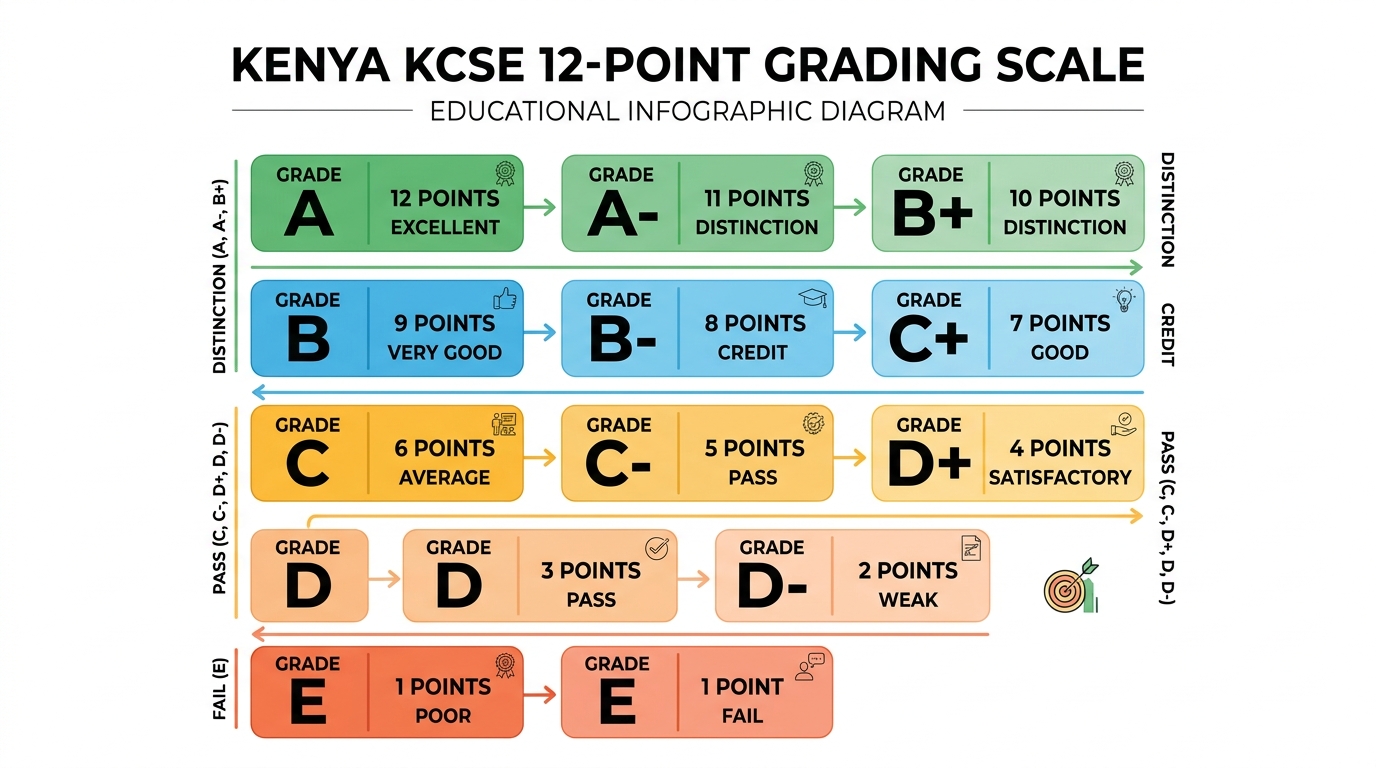 KENYA KCSE 12-POINT GRADING SCALE
EDUCATIONAL INFOGRAPHIC DIAGRAM
DISTINCTION (A, A-, B+)
GRADE
A
12 POINTS
EXCELLENT
GRADE
A-
11 POINTS
DISTINCTION
GRADE
B+
10 POINTS
DISTINCTION
DISTINCTION
GRADE
B
9 POINTS
VERY GOOD
GRADE
B-
8 POINTS
CREDIT
GRADE
C+
7 POINTS
GOOD
CREDIT
PASS (C, C-, D+, D, D-)
GRADE
C
6 POINTS
AVERAGE
GRADE
C-
5 POINTS
PASS
GRADE
D+
4 POINTS
SATISFACTORY
PASS (C, C-, D+, D, D-)
GRADE
D
GRADE
D
3 POINTS
PASS
GRADE
D-
2 POINTS
WEAK
FAIL (E)
GRADE
E
1 POINTS
POOR
GRADE
E
1 POINT
FAIL